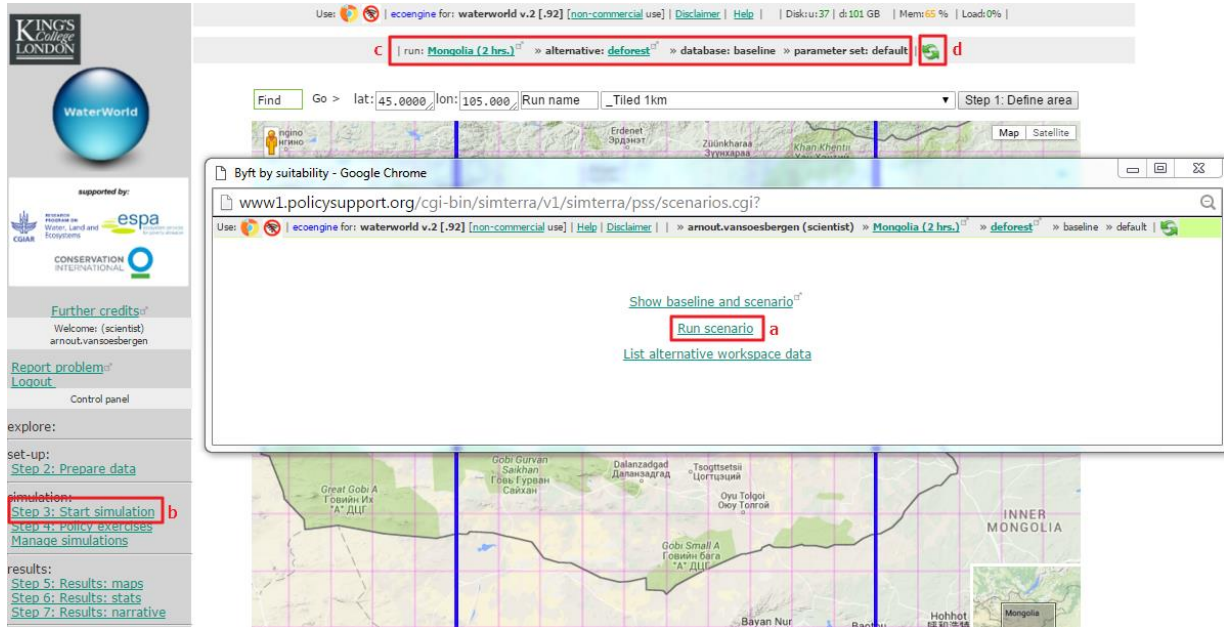 KING'S
College
LONDON
Use: | ecoengine for: waterworld v.2 [.92] [non-commercial use] | Disclaimer | Help | | Disk:u:37 | d:101 GB | Mem:65 % | Load:0% |
c | run: Mongolia (2 hrs.) » alternative: deforest » database: baseline » parameter set: default | d
WaterWorld
Find Go > lat: 45.0000 lon: 105.000 Run name _Tiled 1km Step 1: Define area
Erdenet
Эрдэнэт
Züünkharaa
Зүүнхараа
Khan Khentii
Map Satellite
Byft by suitability - Google Chrome
www1.policysupport.org/cgi-bin/simterra/v1/simterra/pss/scenarios.cgi?
Use: | ecoengine for: waterworld v.2 [.92] [non-commercial use] | Help | Disclaimer | | » arnout.vansoesbergen (scientist) » Mongolia (2 hrs.) » deforest » baseline » default |
Show baseline and scenario
Run scenario a
List alternative workspace data
supported by:
CGIAR
RESEARCH PROGRAM ON
Water, Land and
Ecosystems
espa
CONSERVATION
INTERNATIONAL
Further credits
Welcome: (scientist)
arnout.vansoesbergen
Report problem
Logout
Control panel
explore:
set-up:
Step 2: Prepare data
simulation:
Step 3: Start simulation b
Step 4: Policy exercises
Manage simulations
results:
Step 5: Results: maps
Step 6: Results: stats
Step 7: Results: narrative
Great Gobi A
Говийн Их
"А" ДЦГ
Gobi Gurvan
Saikhan
Говь Гурван
Сайхан
Dalanzadgad
Даланзадгад
Tsogttsetsii
Цогтцэций
Oyu Tolgoi
Оюу Толгой
Gobi Small A
Говийн бага
"А" ДЦГ
INNER
MONGOLIA
Bayan Nur
Baotou
Hohhot
呼和浩特
Mongolia